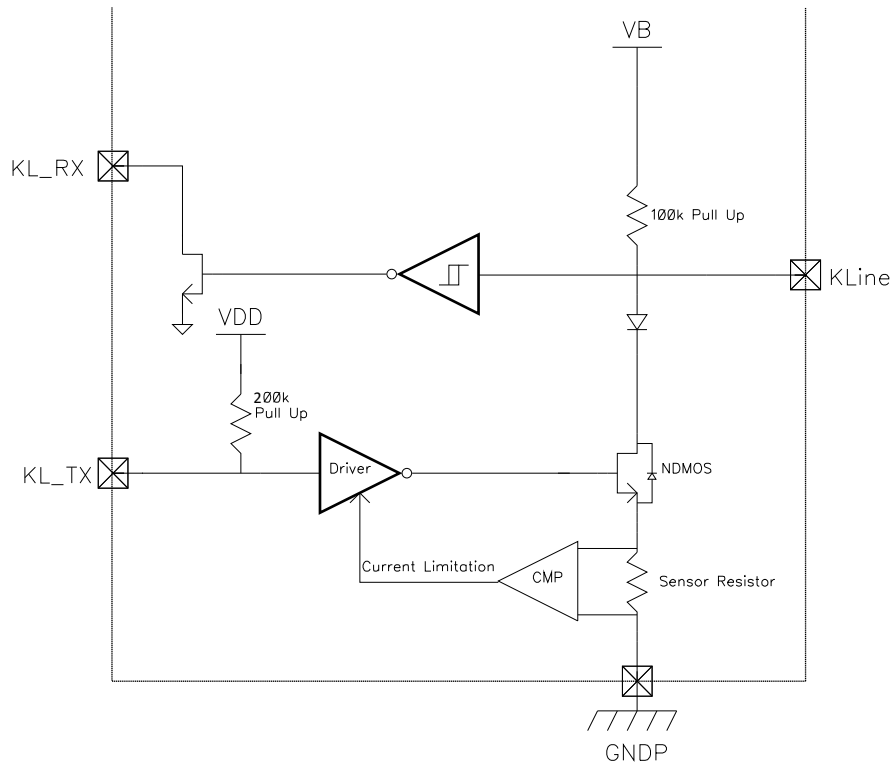 VB
KL_RX
100k Pull Up
KLine
VDD
200k
Pull Up
KL_TX
Driver
NDMOS
Current Limitation
CMP
Sensor Resistor
GNDP